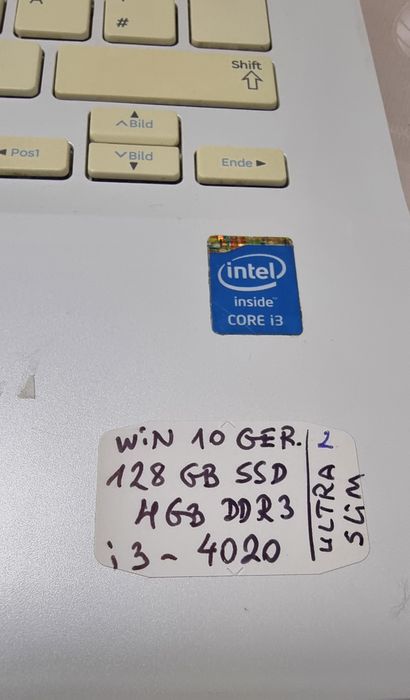 #
Shift
Bild
Pos1
Bild
Ende
intel
inside™
CORE i3
WiN 10 GER.
128 GB SSD
4GB DDR3
i3-4020
2
ULTRA
SLIM